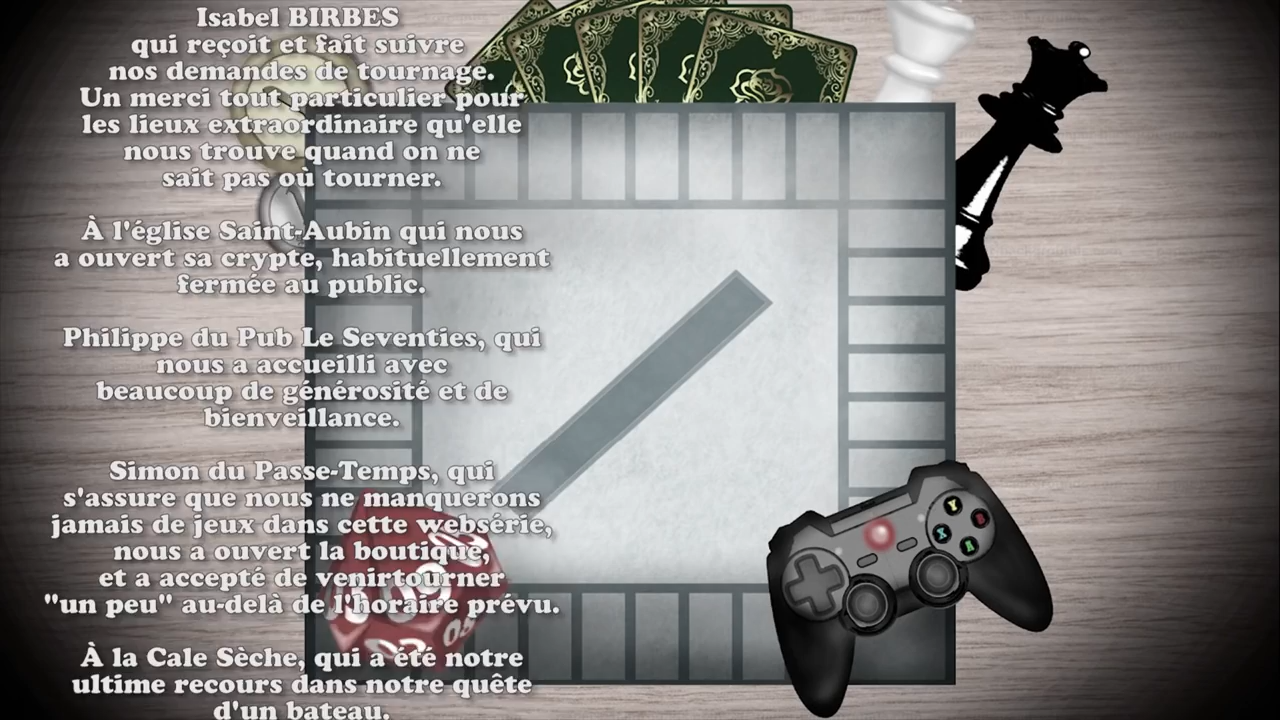 Isabel BIRBES
qui reçoit et fait suivre
nos demandes de tournage.
Un merci tout particulier pour
les lieux extraordinaire qu'elle
nous trouve quand on ne
sait pas où tourner.
À l'église Saint-Aubin qui nous
a ouvert sa crypte, habituellement
fermée au public.
Philippe du Pub Le Seventies, qui
nous a accueilli avec
beaucoup de générosité et de
bienveillance.
Simon du Passe-Temps, qui
s'assure que nous ne manquerons
jamais de jeux dans cette websérie,
nous a ouvert la boutique,
et a accepté de venirtourner
"un peu" au-delà de l'horaire prévu.
À la Cale Sèche, qui a été notre
ultime recours dans notre quête
d'un bateau.
Y
X
09
05